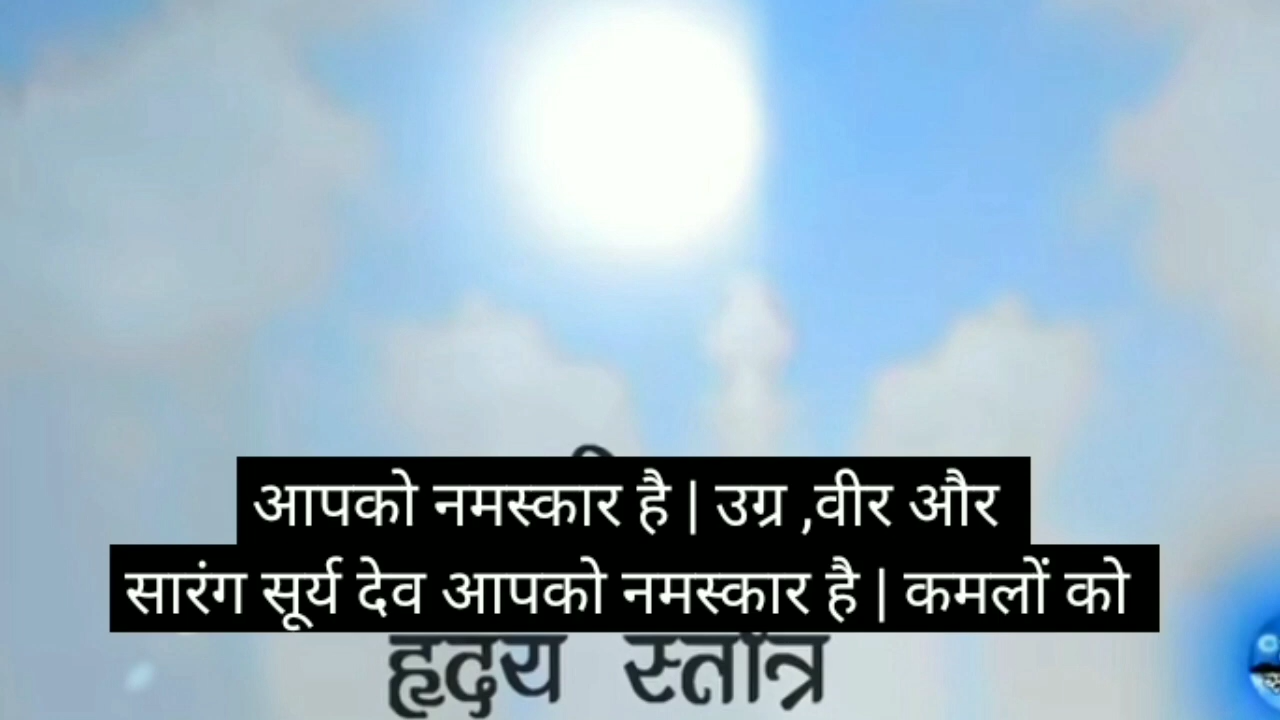 आपको नमस्कार है | उग्र ,वीर और
सारंग सूर्य देव आपको नमस्कार है | कमलों को
हृदय स्तोत्र